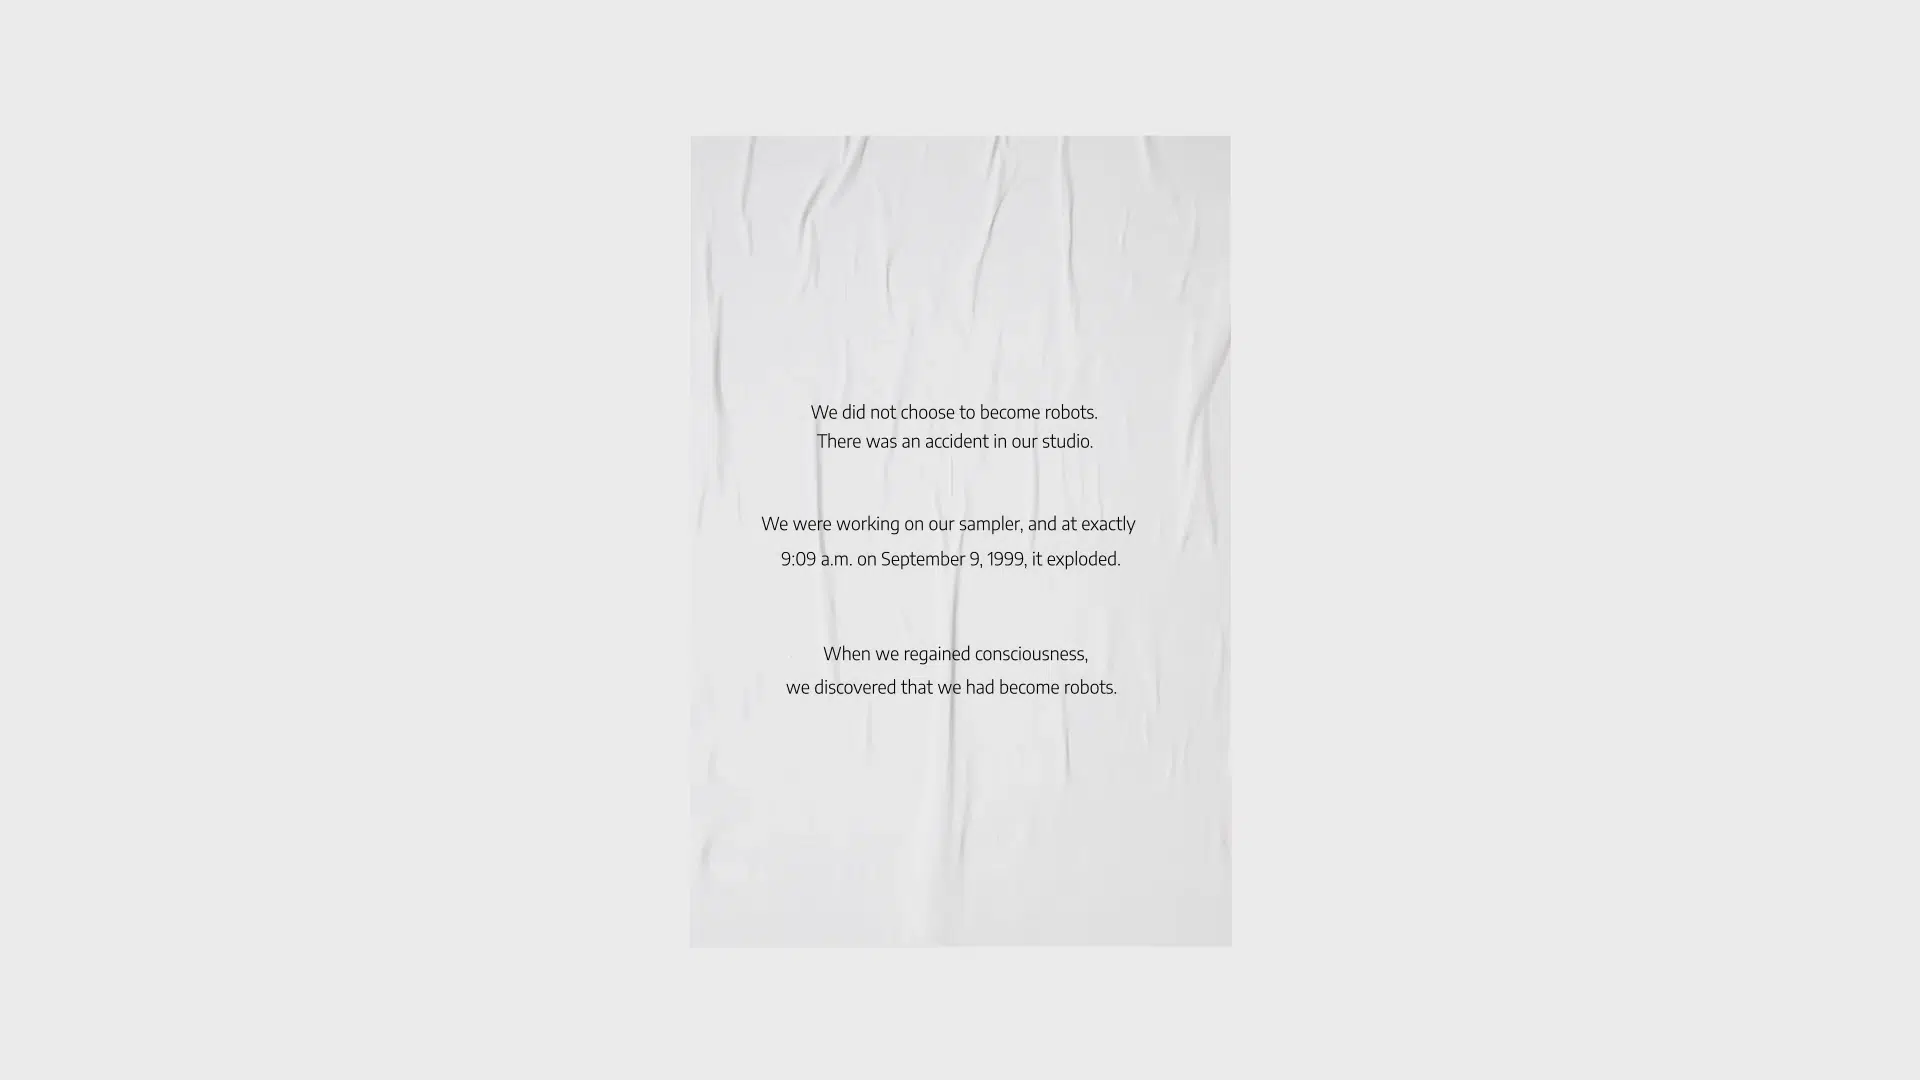 We did not choose to become robots.
There was an accident in our studio.
We were working on our sampler, and at exactly
9:09 a.m. on September 9, 1999, it exploded.
When we regained consciousness,
we discovered that we had become robots.